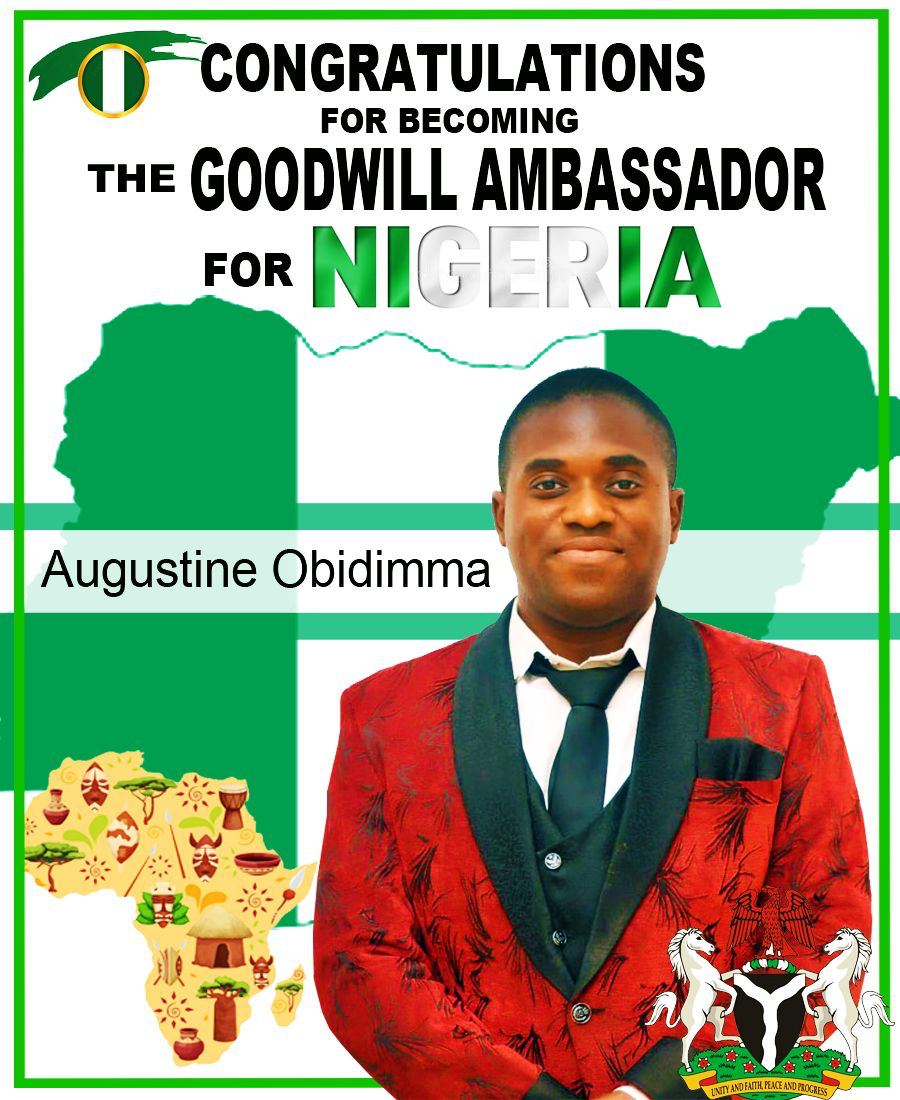 CONGRATULATIONS
FOR BECOMING
THE GOODWILL AMBASSADOR
FOR NIGERIA
Augustine Obidimma
UNITY AND FAITH, PEACE AND PROGRESS